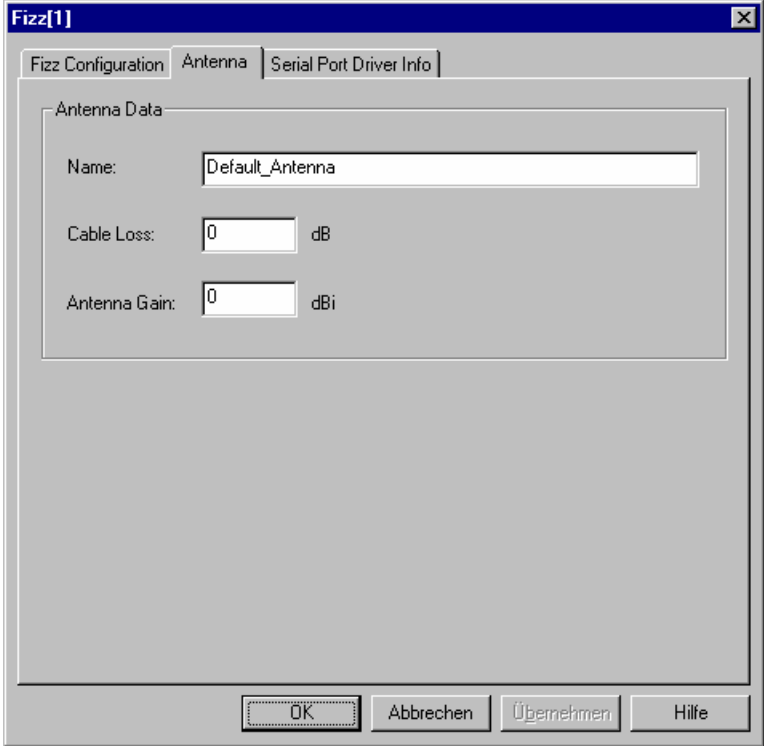 Fizz[1]
Fizz Configuration Antenna Serial Port Driver Info
Antenna Data
Name: Default_Antenna
Cable Loss: 0 dB
Antenna Gain: 0 dBi
OK Abbrechen Übernehmen Hilfe